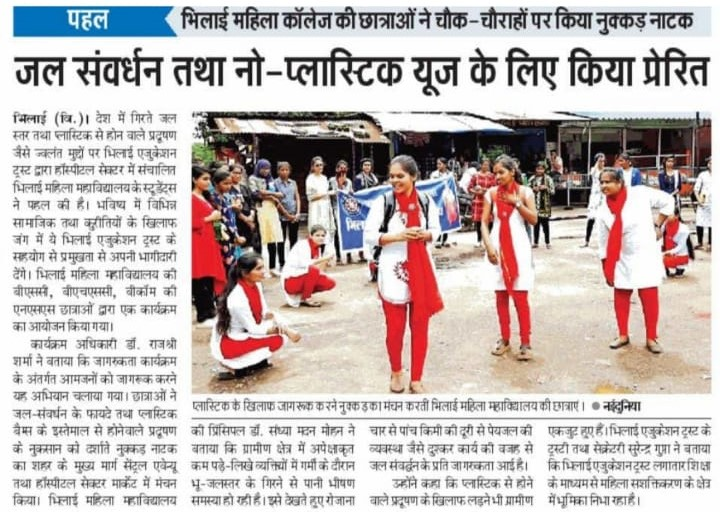 पहल
भिलाई महिला कॉलेज की छात्राओं ने चौक-चौराहों पर किया नुक्कड़ नाटक
जल संवर्धन तथा नो-प्लास्टिक यूज के लिए किया प्रेरित
भिलाई (वि.)। देश में गिरते जल
स्तर तथा प्लास्टिक से होन वाले प्रदूषण
जैसे ज्वलंत मुद्दों पर भिलाई एजुकेशन
ट्रस्ट द्वारा हॉस्पीटल सेक्टर में संचालित
भिलाई महिला महाविद्यालय के स्टूडेंट्स
ने पहल की है। भविष्य में विभिन्न
सामाजिक तथा कुरीतियों के खिलाफ
जंग में ये भिलाई एजुकेशन ट्रस्ट के
सहयोग से प्रमुखता से अपनी भागीदारी
देंगे। भिलाई महिला महाविद्यालय की
बीएससी, बीएचएससी, बीकॉम की
एनएसएस छात्राओं द्वारा एक कार्यक्रम
का आयोजन किया गया।
कार्यक्रम अधिकारी डॉ. राजश्री
शर्मा ने बताया कि जागरुकता कार्यक्रम
के अंतर्गत आमजनों को जागरूक करने
यह अभियान चलाया गया। छात्राओं ने
जल-संवर्धन के फायदे तथा प्लास्टिक
बैग्स के इस्तेमाल से होनेवाले प्रदूषण
के नुकसान को दर्शाते नुक्कड़ नाटक
का शहर के मुख्य मार्ग सेंट्रल एवेन्यू
तथा हॉस्पीटल सेक्टर मार्केट में मंचन
किया। भिलाई महिला महाविद्यालय
भिल
प्लास्टिक के खिलाफ जागरूक करने नुक्कड़ का मंचन करतीं भिलाई महिला महाविद्यालय की छात्राएं। ● नईदुनिया
की प्रिंसिपल डॉ. संध्या मदन मोहन ने
बताया कि ग्रामीण क्षेत्र में अपेक्षाकृत
कम पढ़े-लिखे व्यक्तियों में गर्मी के दौरान
भू-जलस्तर के गिरने से पानी भीषण
समस्या हो रही है। इसे देखते हुए रोजाना
चार से पांच किमी की दूरी से पेयजल की
व्यवस्था जैसे दुष्कर कार्य की वजह से
जल संवर्द्धन के प्रति जागरुकता आई है।
उन्होंने कहा कि प्लास्टिक से होने
वाले प्रदूषण के खिलाफ लड़ने भी ग्रामीण
एकजुट हुए हैं। भिलाई एजुकेशन ट्रस्ट के
ट्रस्टी तथा सेक्रेटरी सुरेन्द्र गुप्ता ने बताया
कि भिलाई एजुकेशन ट्रस्ट लगातार शिक्षा
के माध्यम से महिला सशक्तिकरण के क्षेत्र
में भूमिका निभा रहा है।